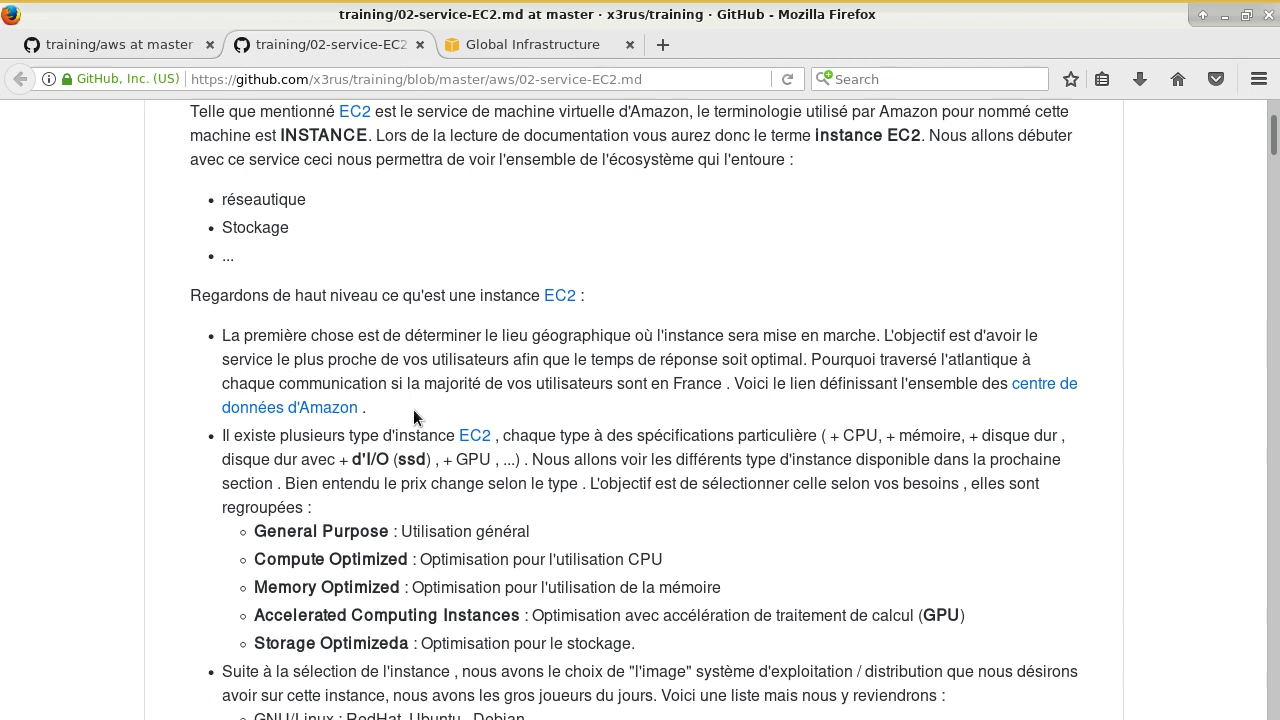 training/02-service-EC2.md at master · x3rus/training · GitHub - Mozilla Firefox
training/aws at master
training/02-service-EC2
Global Infrastructure
GitHub, Inc. (US)
https://github.com/x3rus/training/blob/master/aws/02-service-EC2.md
Search
Telle que mentionné EC2 est le service de machine virtuelle d'Amazon, le terminologie utilisé par Amazon pour nommé cette
machine est INSTANCE. Lors de la lecture de documentation vous aurez donc le terme instance EC2. Nous allons débuter
avec ce service ceci nous permettra de voir l'ensemble de l'écosystème qui l'entoure :
• réseautique
• Stockage
• ...
Regardons de haut niveau ce qu'est une instance EC2 :
• La première chose est de déterminer le lieu géographique où l'instance sera mise en marche. L'objectif est d'avoir le
service le plus proche de vos utilisateurs afin que le temps de réponse soit optimal. Pourquoi traversé l'atlantique à
chaque communication si la majorité de vos utilisateurs sont en France . Voici le lien définissant l'ensemble des centre de
données d'Amazon .
• Il existe plusieurs type d'instance EC2 , chaque type à des spécifications particulière ( + CPU, + mémoire, + disque dur ,
disque dur avec + d'I/O (ssd) , + GPU , ...) . Nous allons voir les différents type d'instance disponible dans la prochaine
section . Bien entendu le prix change selon le type . L'objectif est de sélectionner celle selon vos besoins , elles sont
regroupées :
◦ General Purpose : Utilisation général
◦ Compute Optimized : Optimisation pour l'utilisation CPU
◦ Memory Optimized : Optimisation pour l'utilisation de la mémoire
◦ Accelerated Computing Instances : Optimisation avec accélération de traitement de calcul (GPU)
◦ Storage Optimizeda : Optimisation pour le stockage.
• Suite à la sélection de l'instance , nous avons le choix de "l'image" système d'exploitation / distribution que nous désirons
avoir sur cette instance, nous avons les gros joueurs du jours. Voici une liste mais nous y reviendrons :
◦ GNU/Linux : RedHat, Ubuntu , Debian